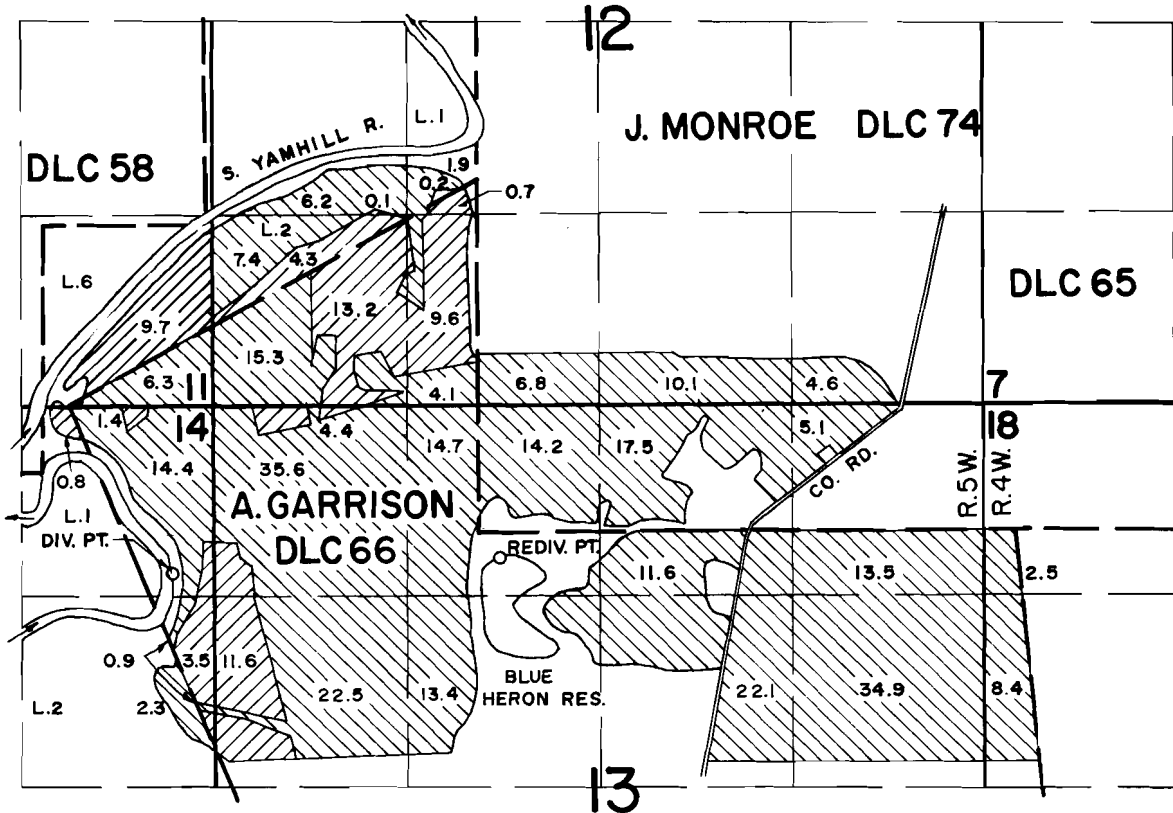 12
L.1
S. YAMHILL R.
J. MONROE DLC 74
DLC 58
1.9
0.2
0.7
6.2
0.1
L.2
7.4
4.3
L.6
DLC 65
13.2
9.7
9.6
15.3
6.3
11
4.1
6.8
10.1
4.6
7
1.4
14
4.4
14.7
14.2
17.5
5.1
18
14.4
35.6
CO. RD.
0.8
A. GARRISON
DLC 66
R.5W.
R.4W.
L.1
DIV. PT.
REDIV. PT.
11.6
13.5
2.5
0.9
3.5
11.6
BLUE
HERON RES.
22.5
13.4
22.1
34.9
8.4
L.2
2.3
13